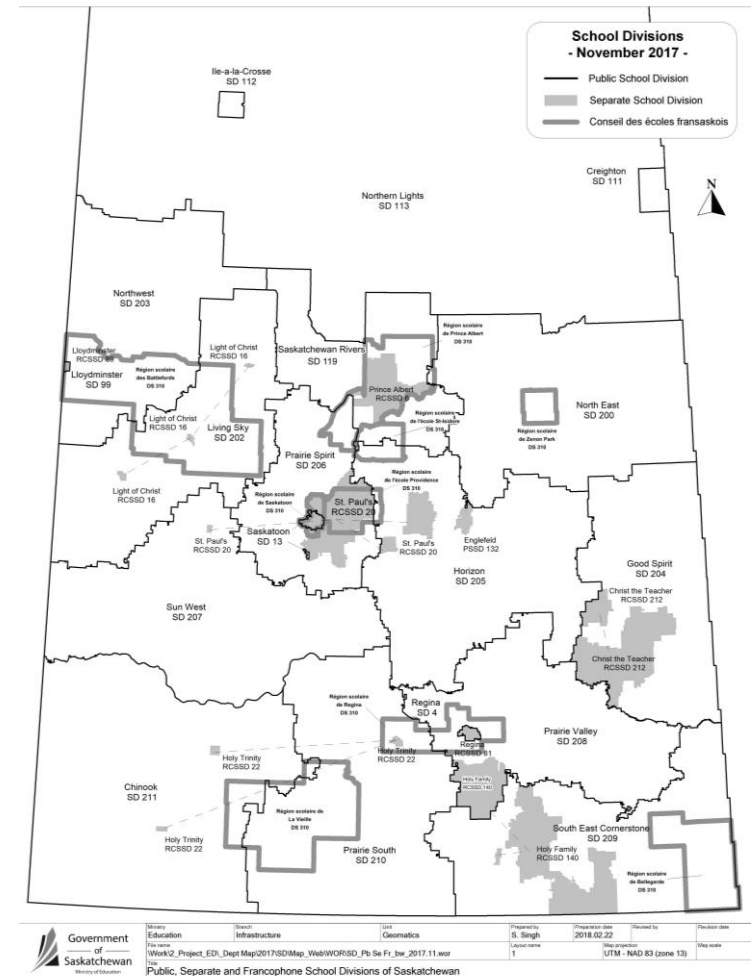 School Divisions
- November 2017 -
Public School Division
Separate School Division
Conseil des écoles fransaskois
N
Ile-a-la-Crosse
SD 112
Creighton
SD 111
Northern Lights
SD 113
Northwest
SD 203
Lloydminster
RCSSD 89
Lloydminster
SD 99
Région scolaire
des Battlefords
DS 310
Light of Christ
RCSSD 16
Saskatchewan Rivers
SD 119
Région scolaire
de Prince Albert
DS 310
Prince Albert
RCSSD 6
North East
SD 200
Région scolaire
de Zenon Park
DS 310
Light of Christ
RCSSD 16
Living Sky
SD 202
Région scolaire
de l'école St-Isidore
DS 310
Prairie Spirit
SD 206
Région scolaire
de l'école Providence
DS 310
Light of Christ
RCSSD 16
Région scolaire
de Saskatoon
DS 310
St. Paul's
RCSSD 20
St. Paul's
RCSSD 20
Saskatoon
SD 13
St. Paul's
RCSSD 20
Englefeld
PSSD 132
Horizon
SD 205
Good Spirit
SD 204
Christ the Teacher
RCSSD 212
Christ the Teacher
RCSSD 212
Sun West
SD 207
Région scolaire
de Regina
DS 310
Regina
SD 4
Prairie Valley
SD 208
Holy Trinity
RCSSD 22
Holy Trinity
RCSSD 22
Regina
RCSSD 81
Chinook
SD 211
Holy Family
RCSSD 140
Région scolaire de
La Vieille
DS 310
Holy Trinity
RCSSD 22
Prairie South
SD 210
South East Cornerstone
SD 209
Holy Family
RCSSD 140
Région scolaire
de Bellegarde
DS 310
Government
of
Saskatchewan
Ministry of Education
Ministry Branch Unit Prepared by Preparation date Revised by Revision date
Education Infrastructure Geomatics S. Singh 2018.02.22
File name Layout name Map projection Map scale
\Work\2_Project_ED\_Dept Map\2017\SD\Map_Web\WOR\SD_Pb Se Fr_bw_2017.11.wor 1 UTM - NAD 83 (zone 13)
Title
Public, Separate and Francophone School Divisions of Saskatchewan